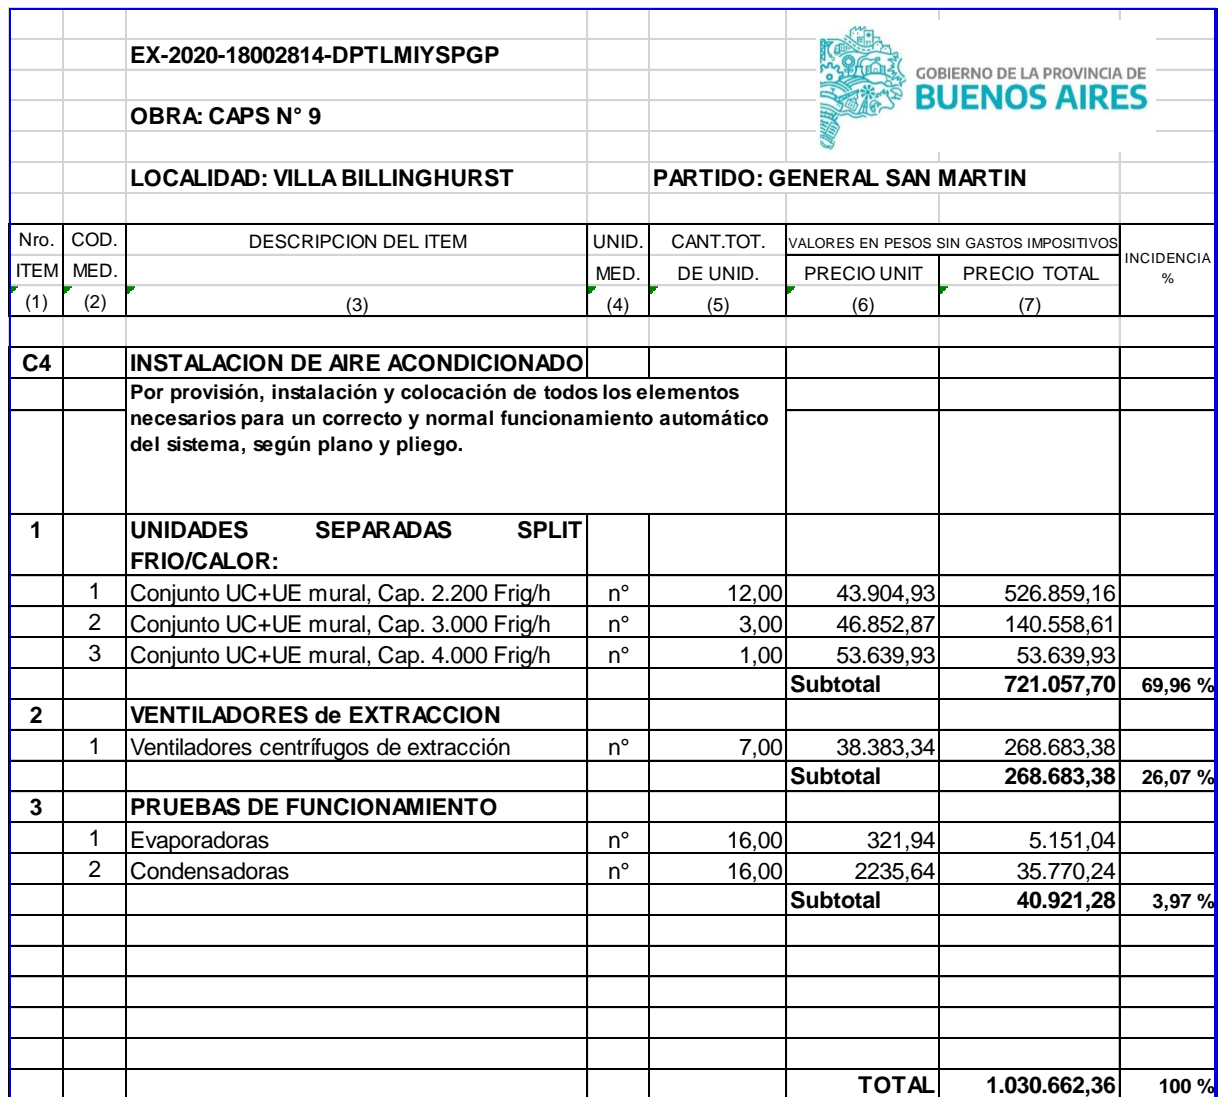 EX-2020-18002814-DPTLMIYSPGP
GOBIERNO DE LA PROVINCIA DE
BUENOS AIRES
OBRA: CAPS N° 9
LOCALIDAD: VILLA BILLINGHURST PARTIDO: GENERAL SAN MARTIN
Nro. COD. DESCRIPCION DEL ITEM UNID. CANT.TOT. VALORES EN PESOS SIN GASTOS IMPOSITIVOS INCIDENCIA
ITEM MED. MED. DE UNID. PRECIO UNIT PRECIO TOTAL %
(1) (2) (3) (4) (5) (6) (7)
C4 INSTALACION DE AIRE ACONDICIONADO
Por provisión, instalación y colocación de todos los elementos
necesarios para un correcto y normal funcionamiento automático
del sistema, según plano y pliego.
1 UNIDADES SEPARADAS SPLIT
FRIO/CALOR:
1 Conjunto UC+UE mural, Cap. 2.200 Frig/h n° 12,00 43.904,93 526.859,16
2 Conjunto UC+UE mural, Cap. 3.000 Frig/h n° 3,00 46.852,87 140.558,61
3 Conjunto UC+UE mural, Cap. 4.000 Frig/h n° 1,00 53.639,93 53.639,93
Subtotal 721.057,70 69,96 %
2 VENTILADORES de EXTRACCION
1 Ventiladores centrífugos de extracción n° 7,00 38.383,34 268.683,38
Subtotal 268.683,38 26,07 %
3 PRUEBAS DE FUNCIONAMIENTO
1 Evaporadoras n° 16,00 321,94 5.151,04
2 Condensadoras n° 16,00 2235,64 35.770,24
Subtotal 40.921,28 3,97 %
TOTAL 1.030.662,36 100 %